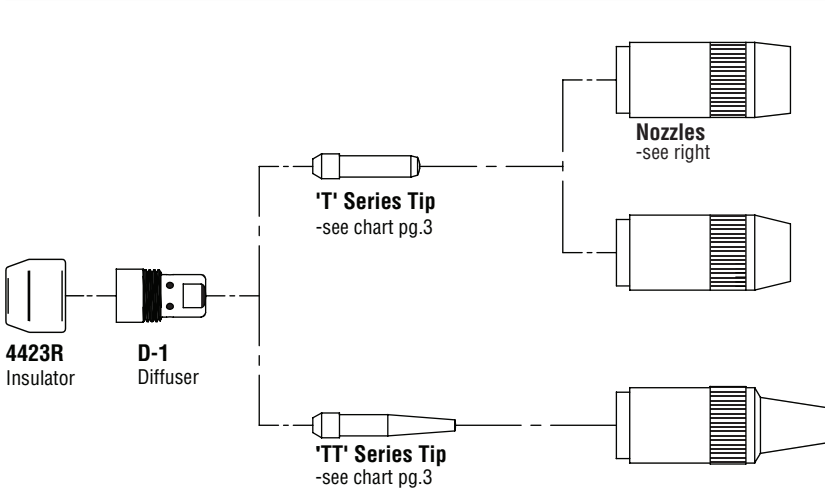 Nozzles
-see right
'T' Series Tip
-see chart pg.3
4423R
Insulator
D-1
Diffuser
'TT' Series Tip
-see chart pg.3